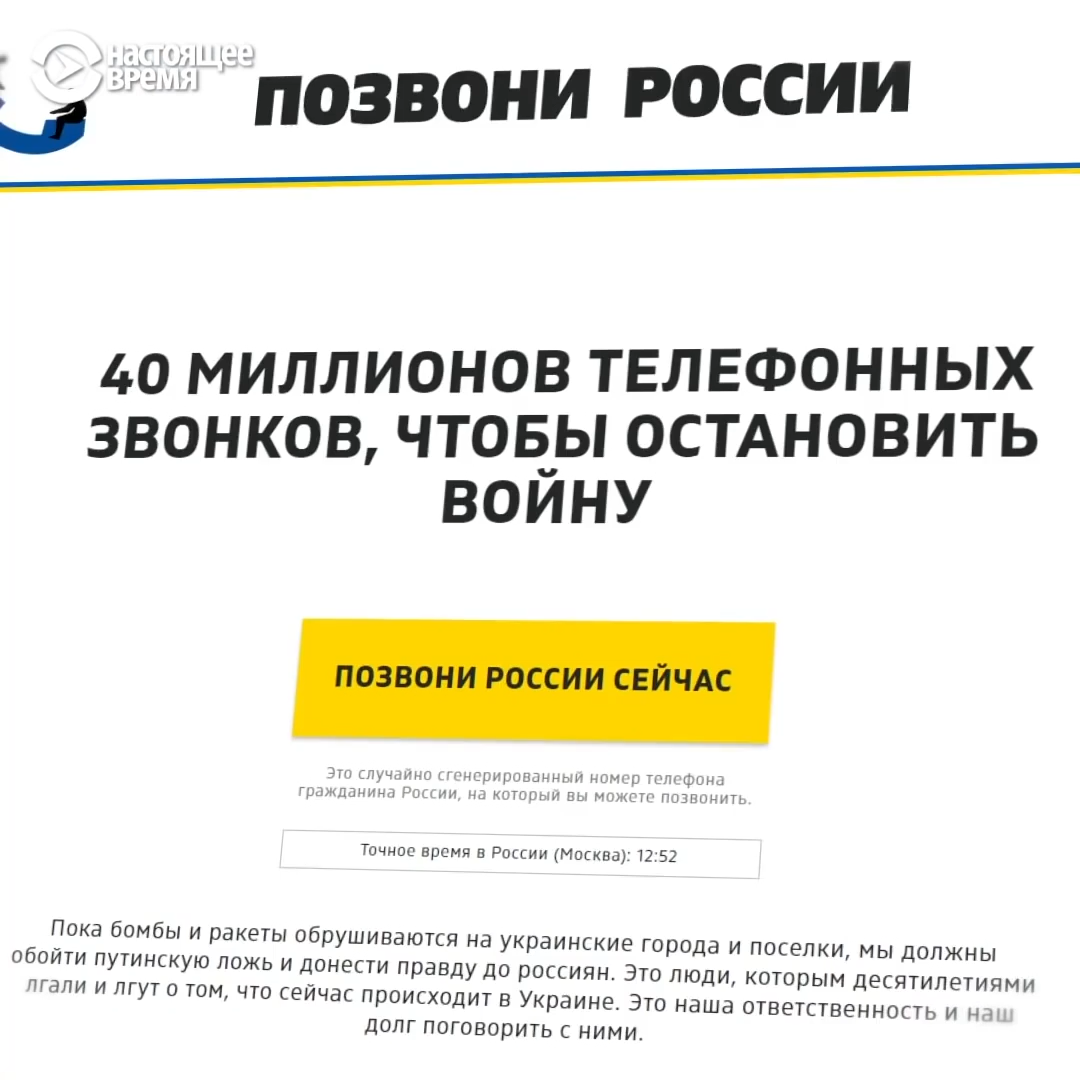 настоящее
время
ПОЗВОНИ РОССИИ
40 МИЛЛИОНОВ ТЕЛЕФОННЫХ
ЗВОНКОВ, ЧТОБЫ ОСТАНОВИТЬ
ВОЙНУ
ПОЗВОНИ РОССИИ СЕЙЧАС
Это случайно сгенерированный номер телефона
гражданина России, на который вы можете позвонить.
Точное время в России (Москва): 12:52
Пока бомбы и ракеты обрушиваются на украинские города и поселки, мы должны
обойти путинскую ложь и донести правду до россиян. Это люди, которым десятилетиями
лгали и лгут о том, что сейчас происходит в Украине. Это наша ответственность и наш
долг поговорить с ними.